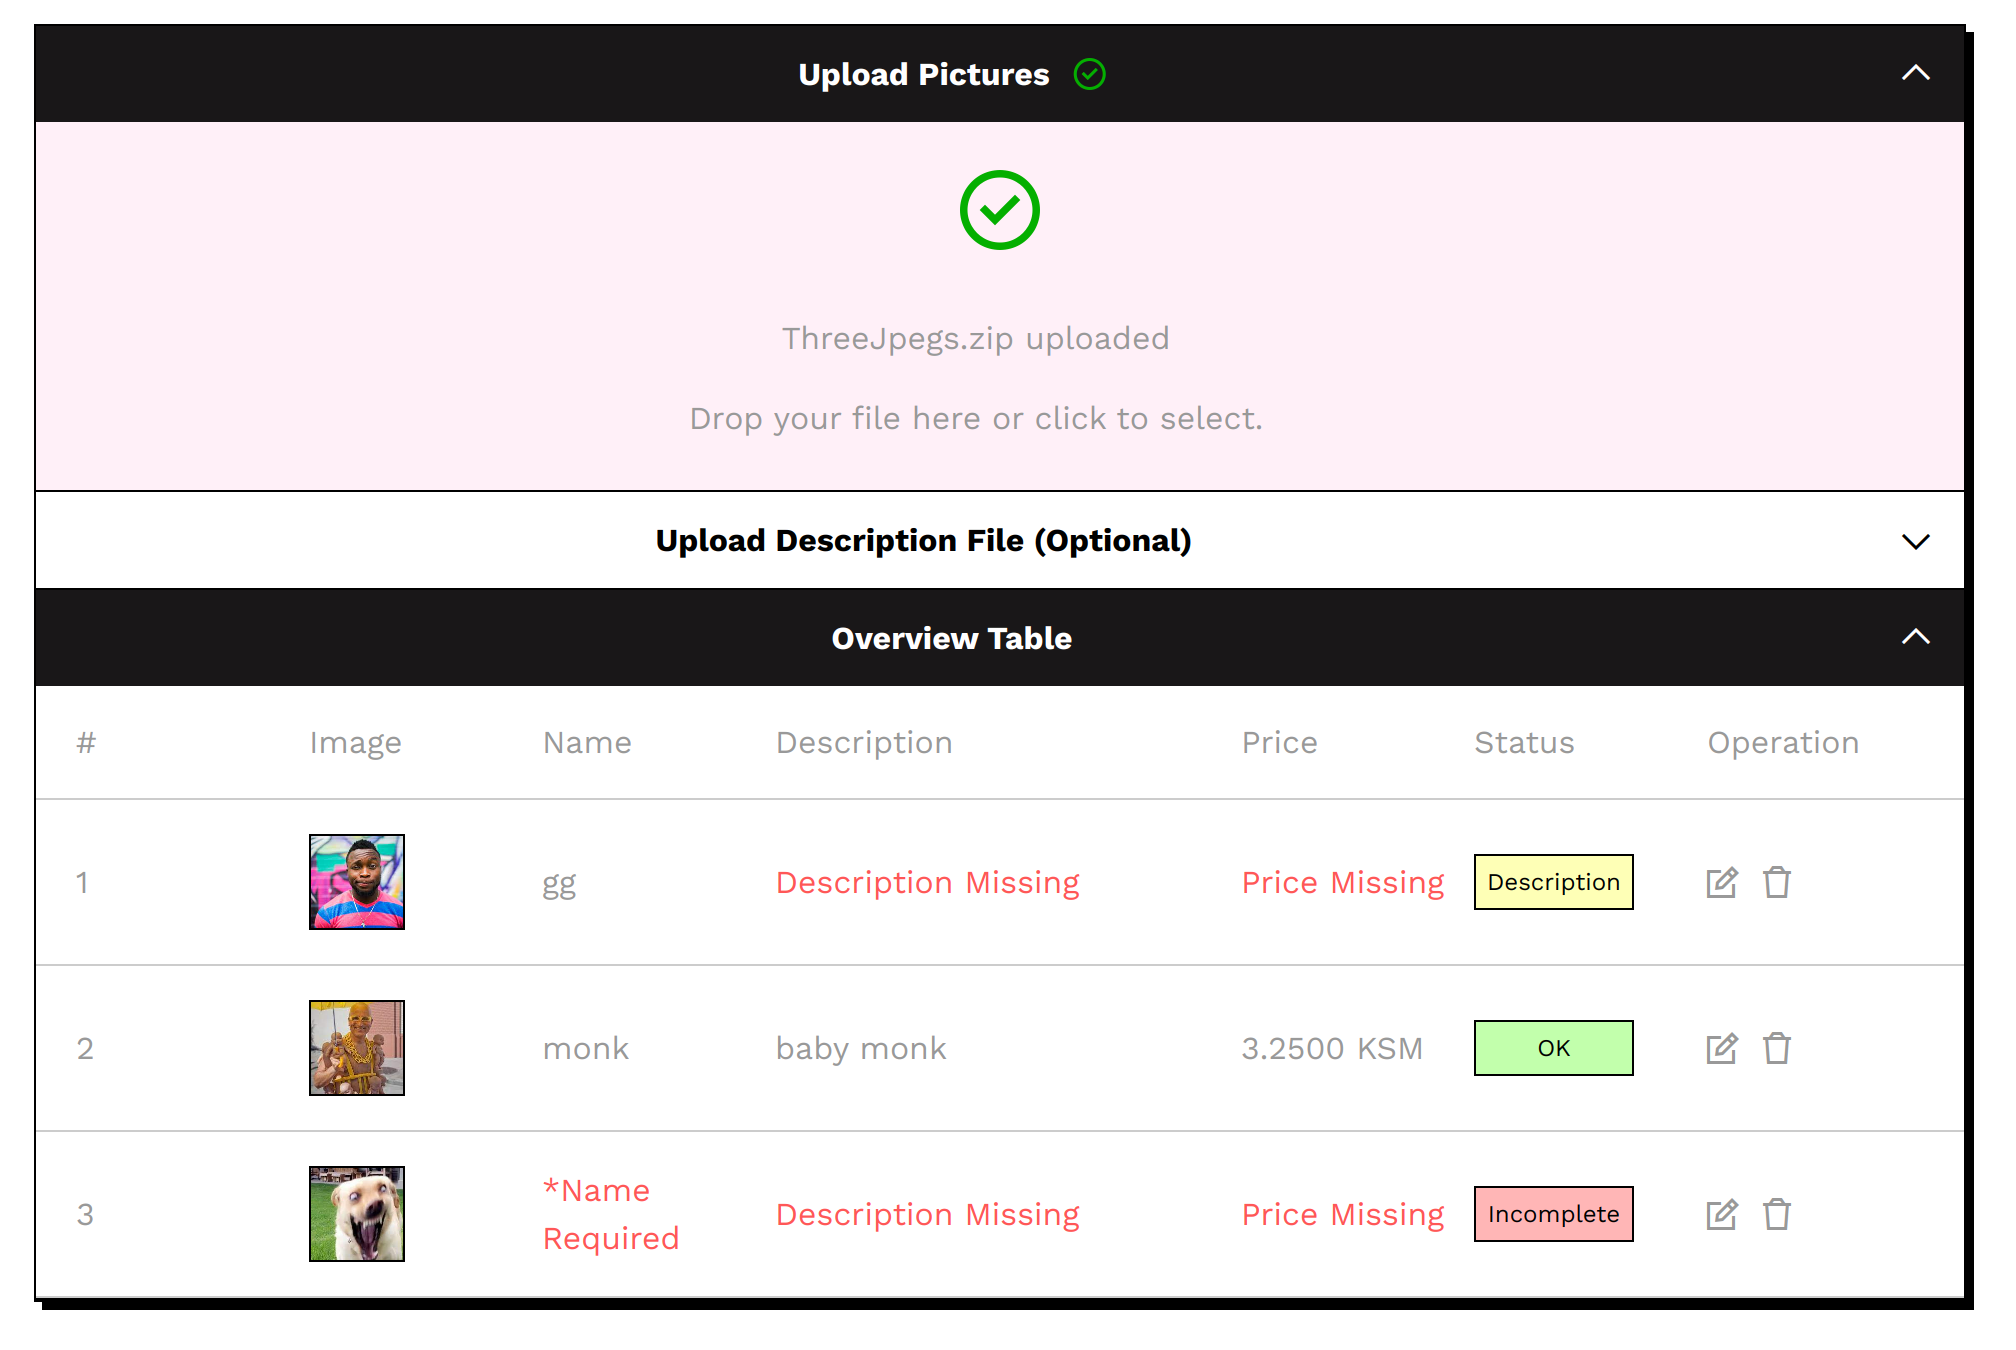 Upload Pictures
ThreeJpegs.zip uploaded
Drop your file here or click to select.
Upload Description File (Optional)
Overview Table
# Image Name Description Price Status Operation
1 gg Description Missing Price Missing Description
2 monk baby monk 3.2500 KSM OK
3 *Name Required Description Missing Price Missing Incomplete